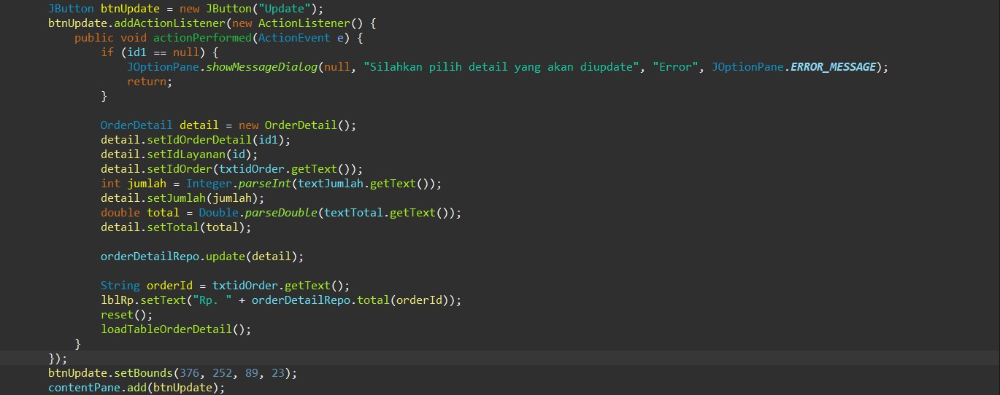 JButton btnUpdate = new JButton("Update");
btnUpdate.addActionListener(new ActionListener() {
public void actionPerformed(ActionEvent e) {
if (id1 == null) {
JOptionPane.showMessageDialog(null, "Silahkan pilih detail yang akan diupdate", "Error", JOptionPane.ERROR_MESSAGE);
return;
}
OrderDetail detail = new OrderDetail();
detail.setIdOrderDetail(id1);
detail.setIdLayanan(id);
detail.setIdOrder(txtidOrder.getText());
int jumlah = Integer.parseInt(textJumlah.getText());
detail.setJumlah(jumlah);
double total = Double.parseDouble(textTotal.getText());
detail.setTotal(total);
orderDetailRepo.update(detail);
String orderId = txtidOrder.getText();
lblRp.setText("Rp. " + orderDetailRepo.total(orderId));
reset();
loadTableOrderDetail();
}
});
btnUpdate.setBounds(376, 252, 89, 23);
contentPane.add(btnUpdate);